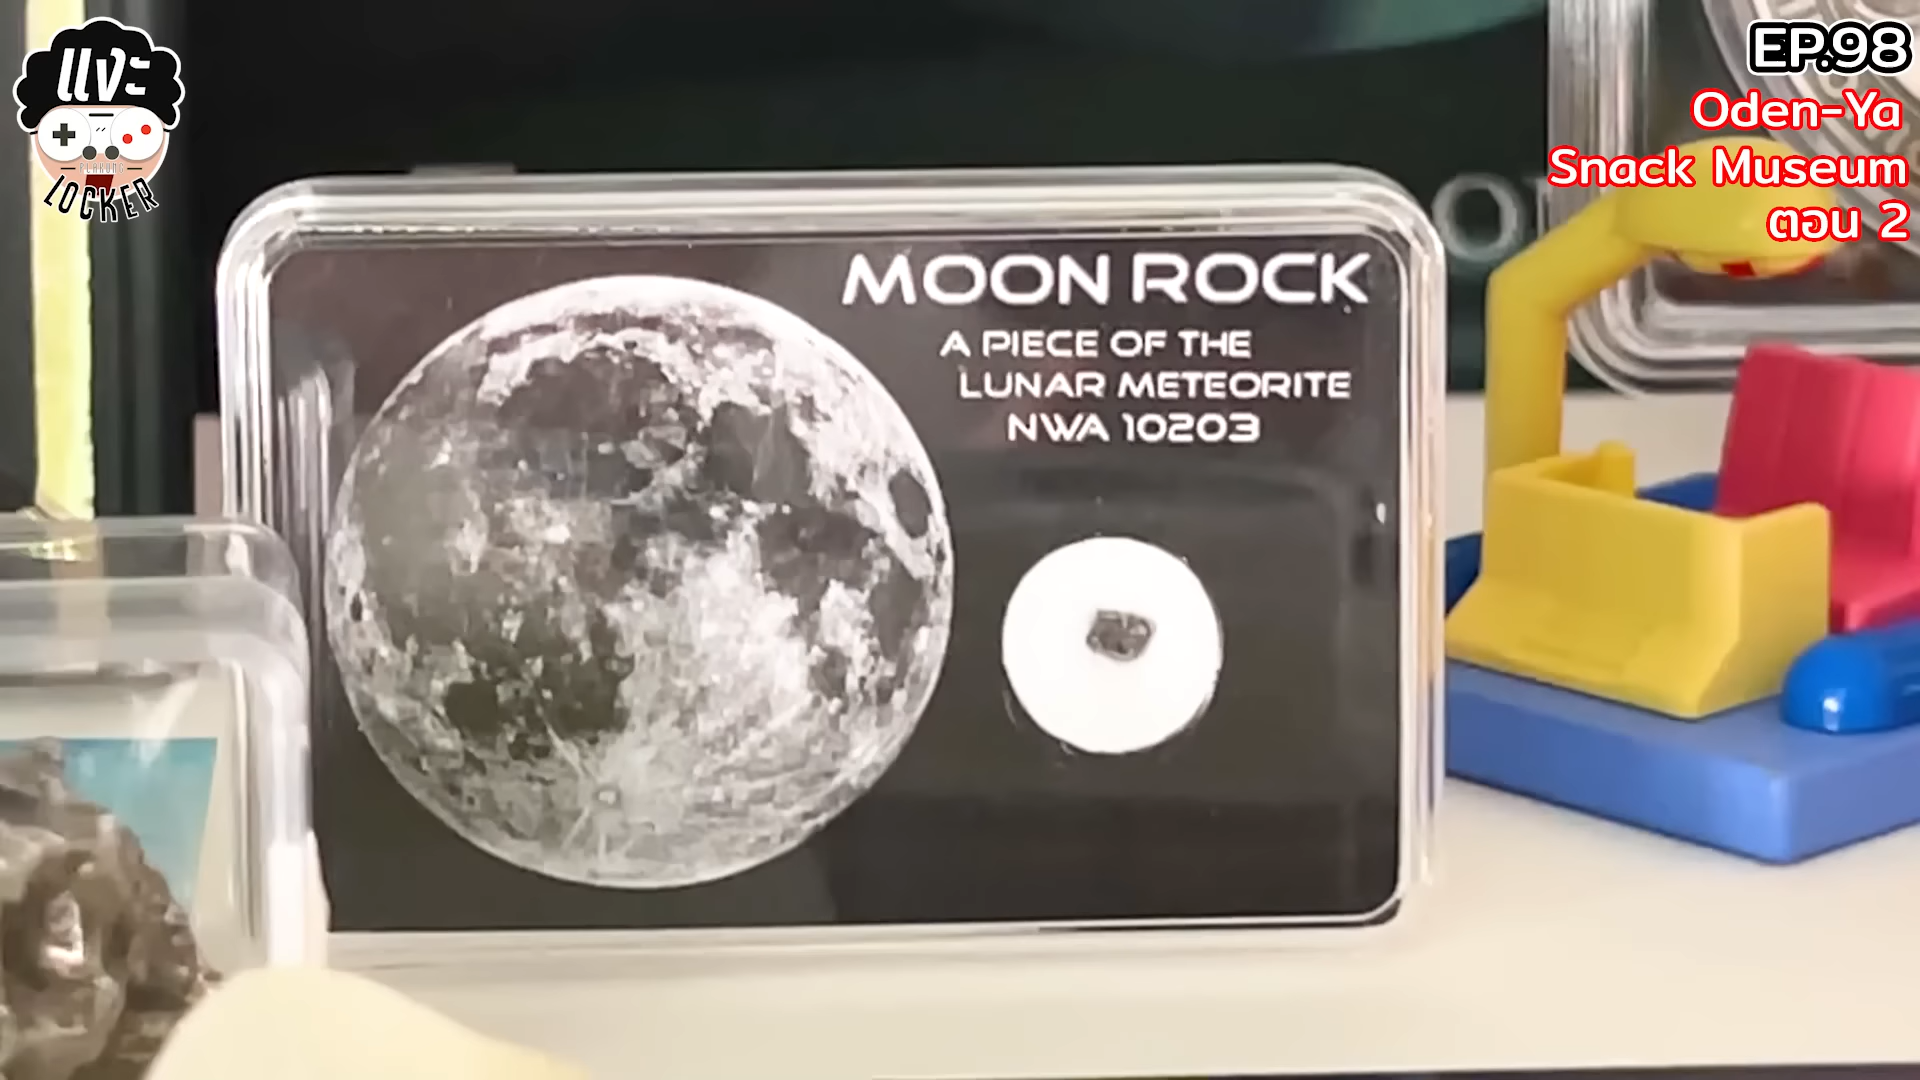 แงะ
LOCKER
EP.98
Oden-Ya
Snack Museum
ตอน 2
MOON ROCK
A PIECE OF THE
LUNAR METEORITE
NWA 10203